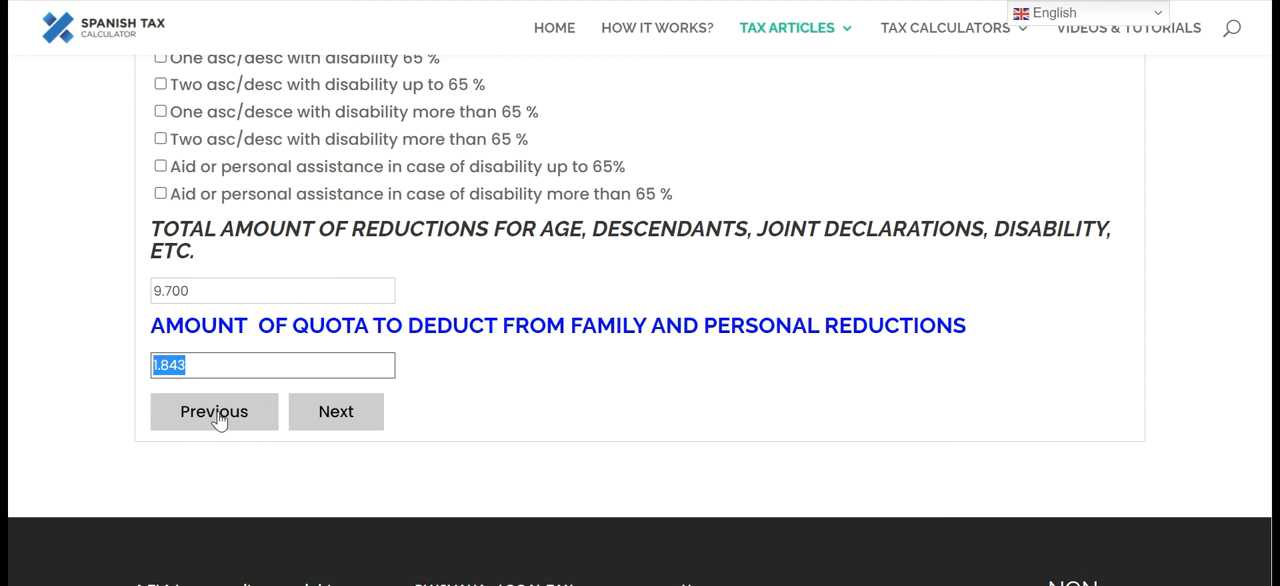 SPANISH TAX
CALCULATOR
HOME
HOW IT WORKS?
TAX ARTICLES
TAX CALCULATORS
VIDEOS & TUTORIALS
English
One asc/desc with disability 65 %
Two asc/desc with disability up to 65 %
One asc/desce with disability more than 65 %
Two asc/desc with disability more than 65 %
Aid or personal assistance in case of disability up to 65%
Aid or personal assistance in case of disability more than 65 %
TOTAL AMOUNT OF REDUCTIONS FOR AGE, DESCENDANTS, JOINT DECLARATIONS, DISABILITY,
ETC.
9.700
AMOUNT OF QUOTA TO DEDUCT FROM FAMILY AND PERSONAL REDUCTIONS
1.843
Previous
Next
NON